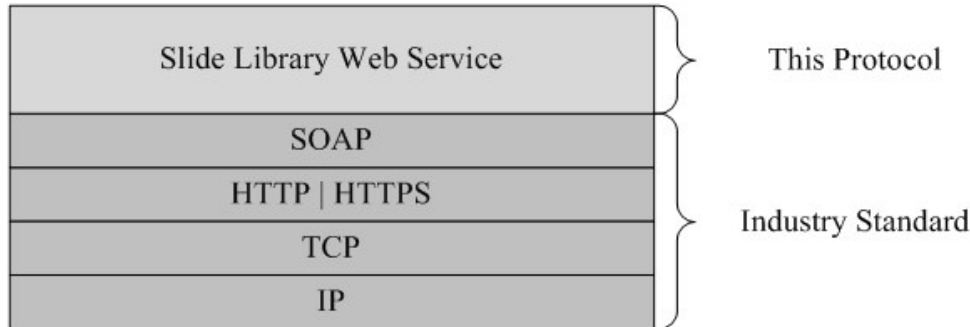 Slide Library Web Service
This Protocol
SOAP
HTTP | HTTPS
TCP
IP
Industry Standard